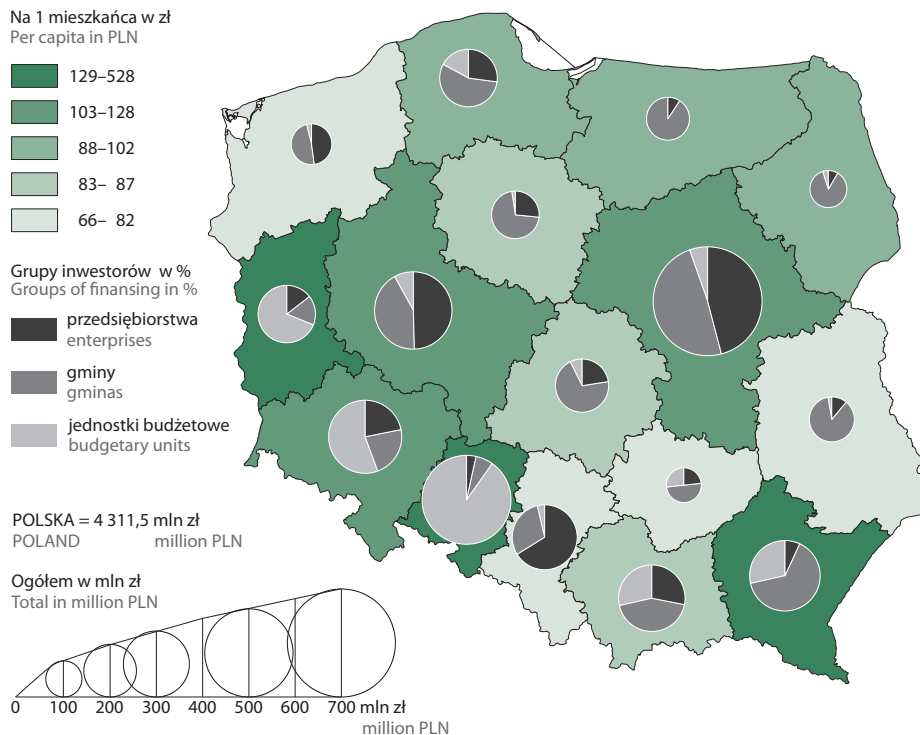 Na 1 mieszkańca w zł
Per capita in PLN
129–528
103–128
88–102
83– 87
66– 82
Grupy inwestorów w %
Groups of finansing in %
przedsiębiorstwa
enterprises
gminy
gminas
jednostki budżetowe
budgetary units
POLSKA = 4 311,5 mln zł
POLAND million PLN
Ogółem w mln zł
Total in million PLN
0 100 200 300 400 500 600 700 mln zł
million PLN